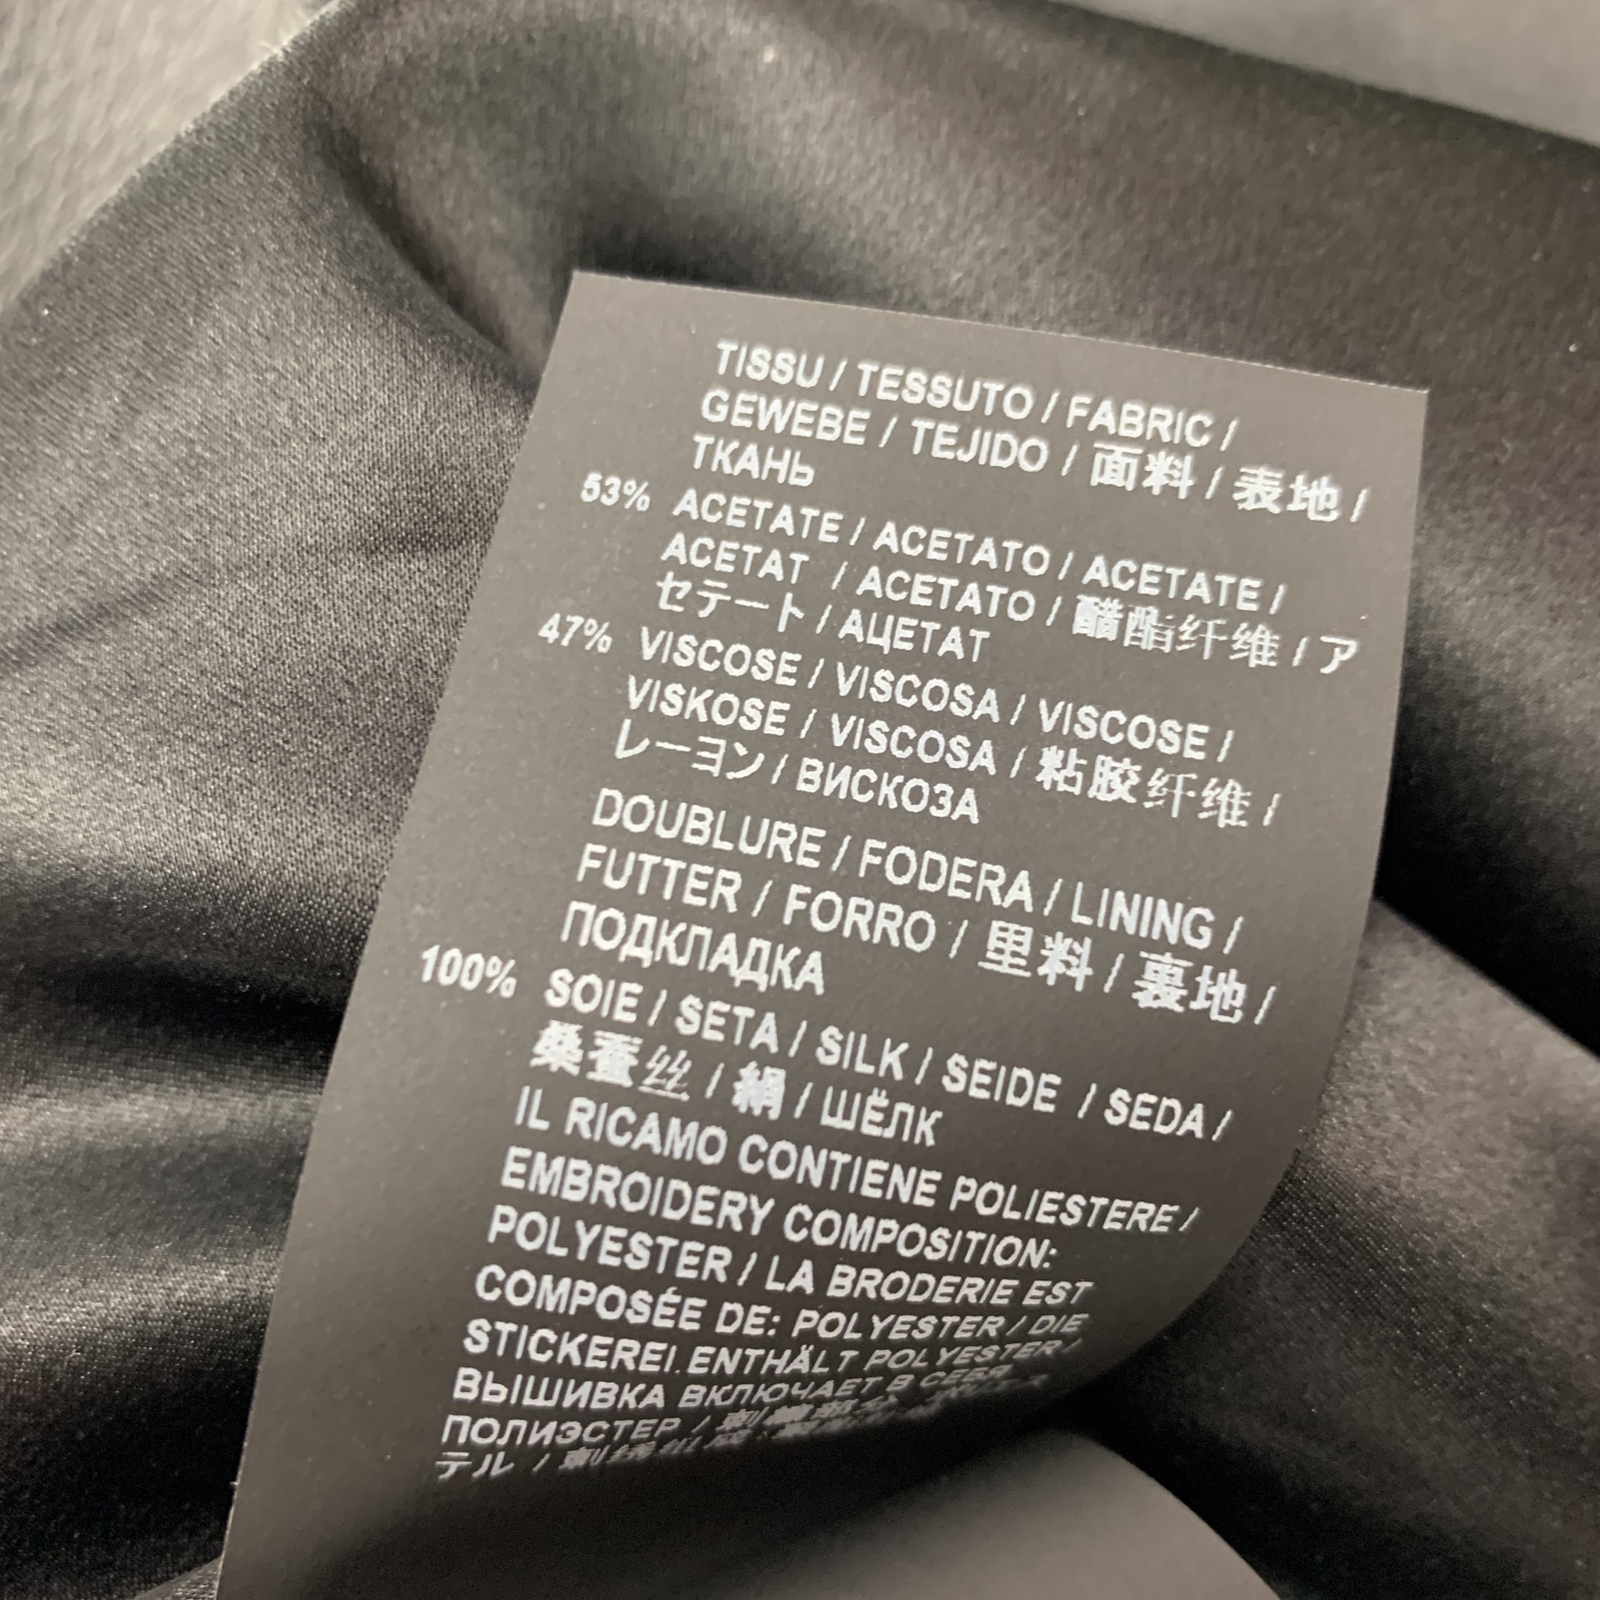 TISSU / TESSUTO / FABRIC /
GEWEBE / TEJIDO / 面料 / 表地 /
ТКАНЬ
53% ACETATE / ACETATO / ACETATE /
ACETAT / ACETATO / 醋酯纤维 / ア
セテート / АЦЕТАТ
47% VISCOSE / VISCOSA / VISCOSE /
VISKOSE / VISCOSA / 粘胶纤维 /
レーヨン / ВИСКОЗА
DOUBLURE / FODERA / LINING /
FUTTER / FORRO / 里料 / 裏地 /
ПОДКЛАДКА
100% SOIE / SETA / SILK / SEIDE / SEDA /
桑蚕丝 / 絹 / ШЁЛК
IL RICAMO CONTIENE POLIESTERE /
EMBROIDERY COMPOSITION:
POLYESTER / LA BRODERIE EST
COMPOSÉE DE: POLYESTER / DIE
STICKEREI ENTHÄLT POLYESTER /
ВЫШИВКА ВКЛЮЧАЕТ В СЕБЯ
ПОЛИЭСТЕР /
テル /